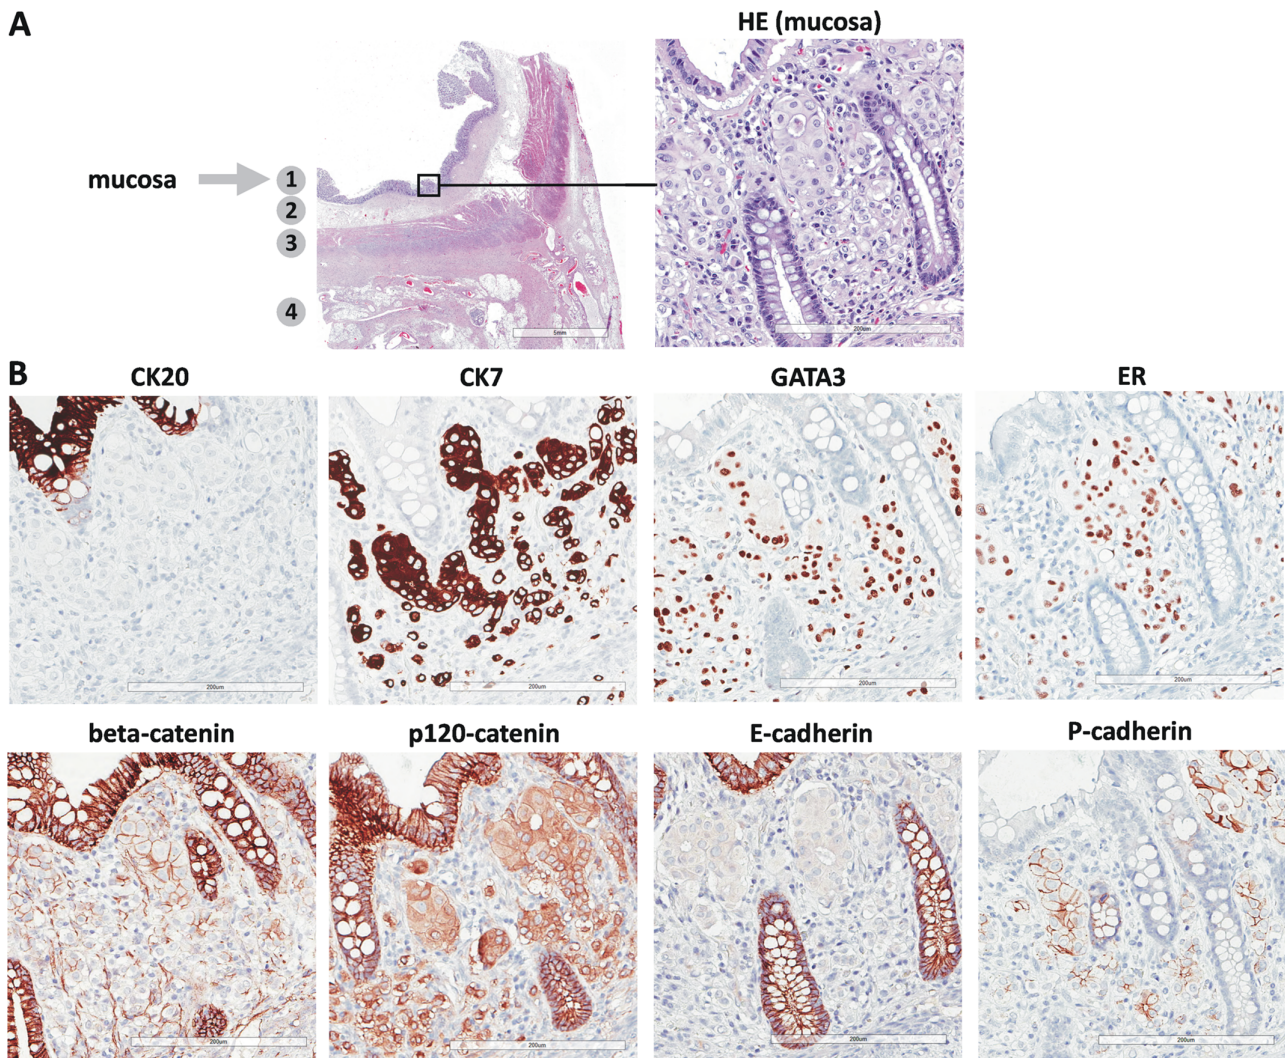 A
HE (mucosa)
mucosa
1
2
3
4
5mm
200um
B
CK20
CK7
GATA3
ER
200um
200um
200um
200um
beta-catenin
p120-catenin
E-cadherin
P-cadherin
200um
200um
200um
200um